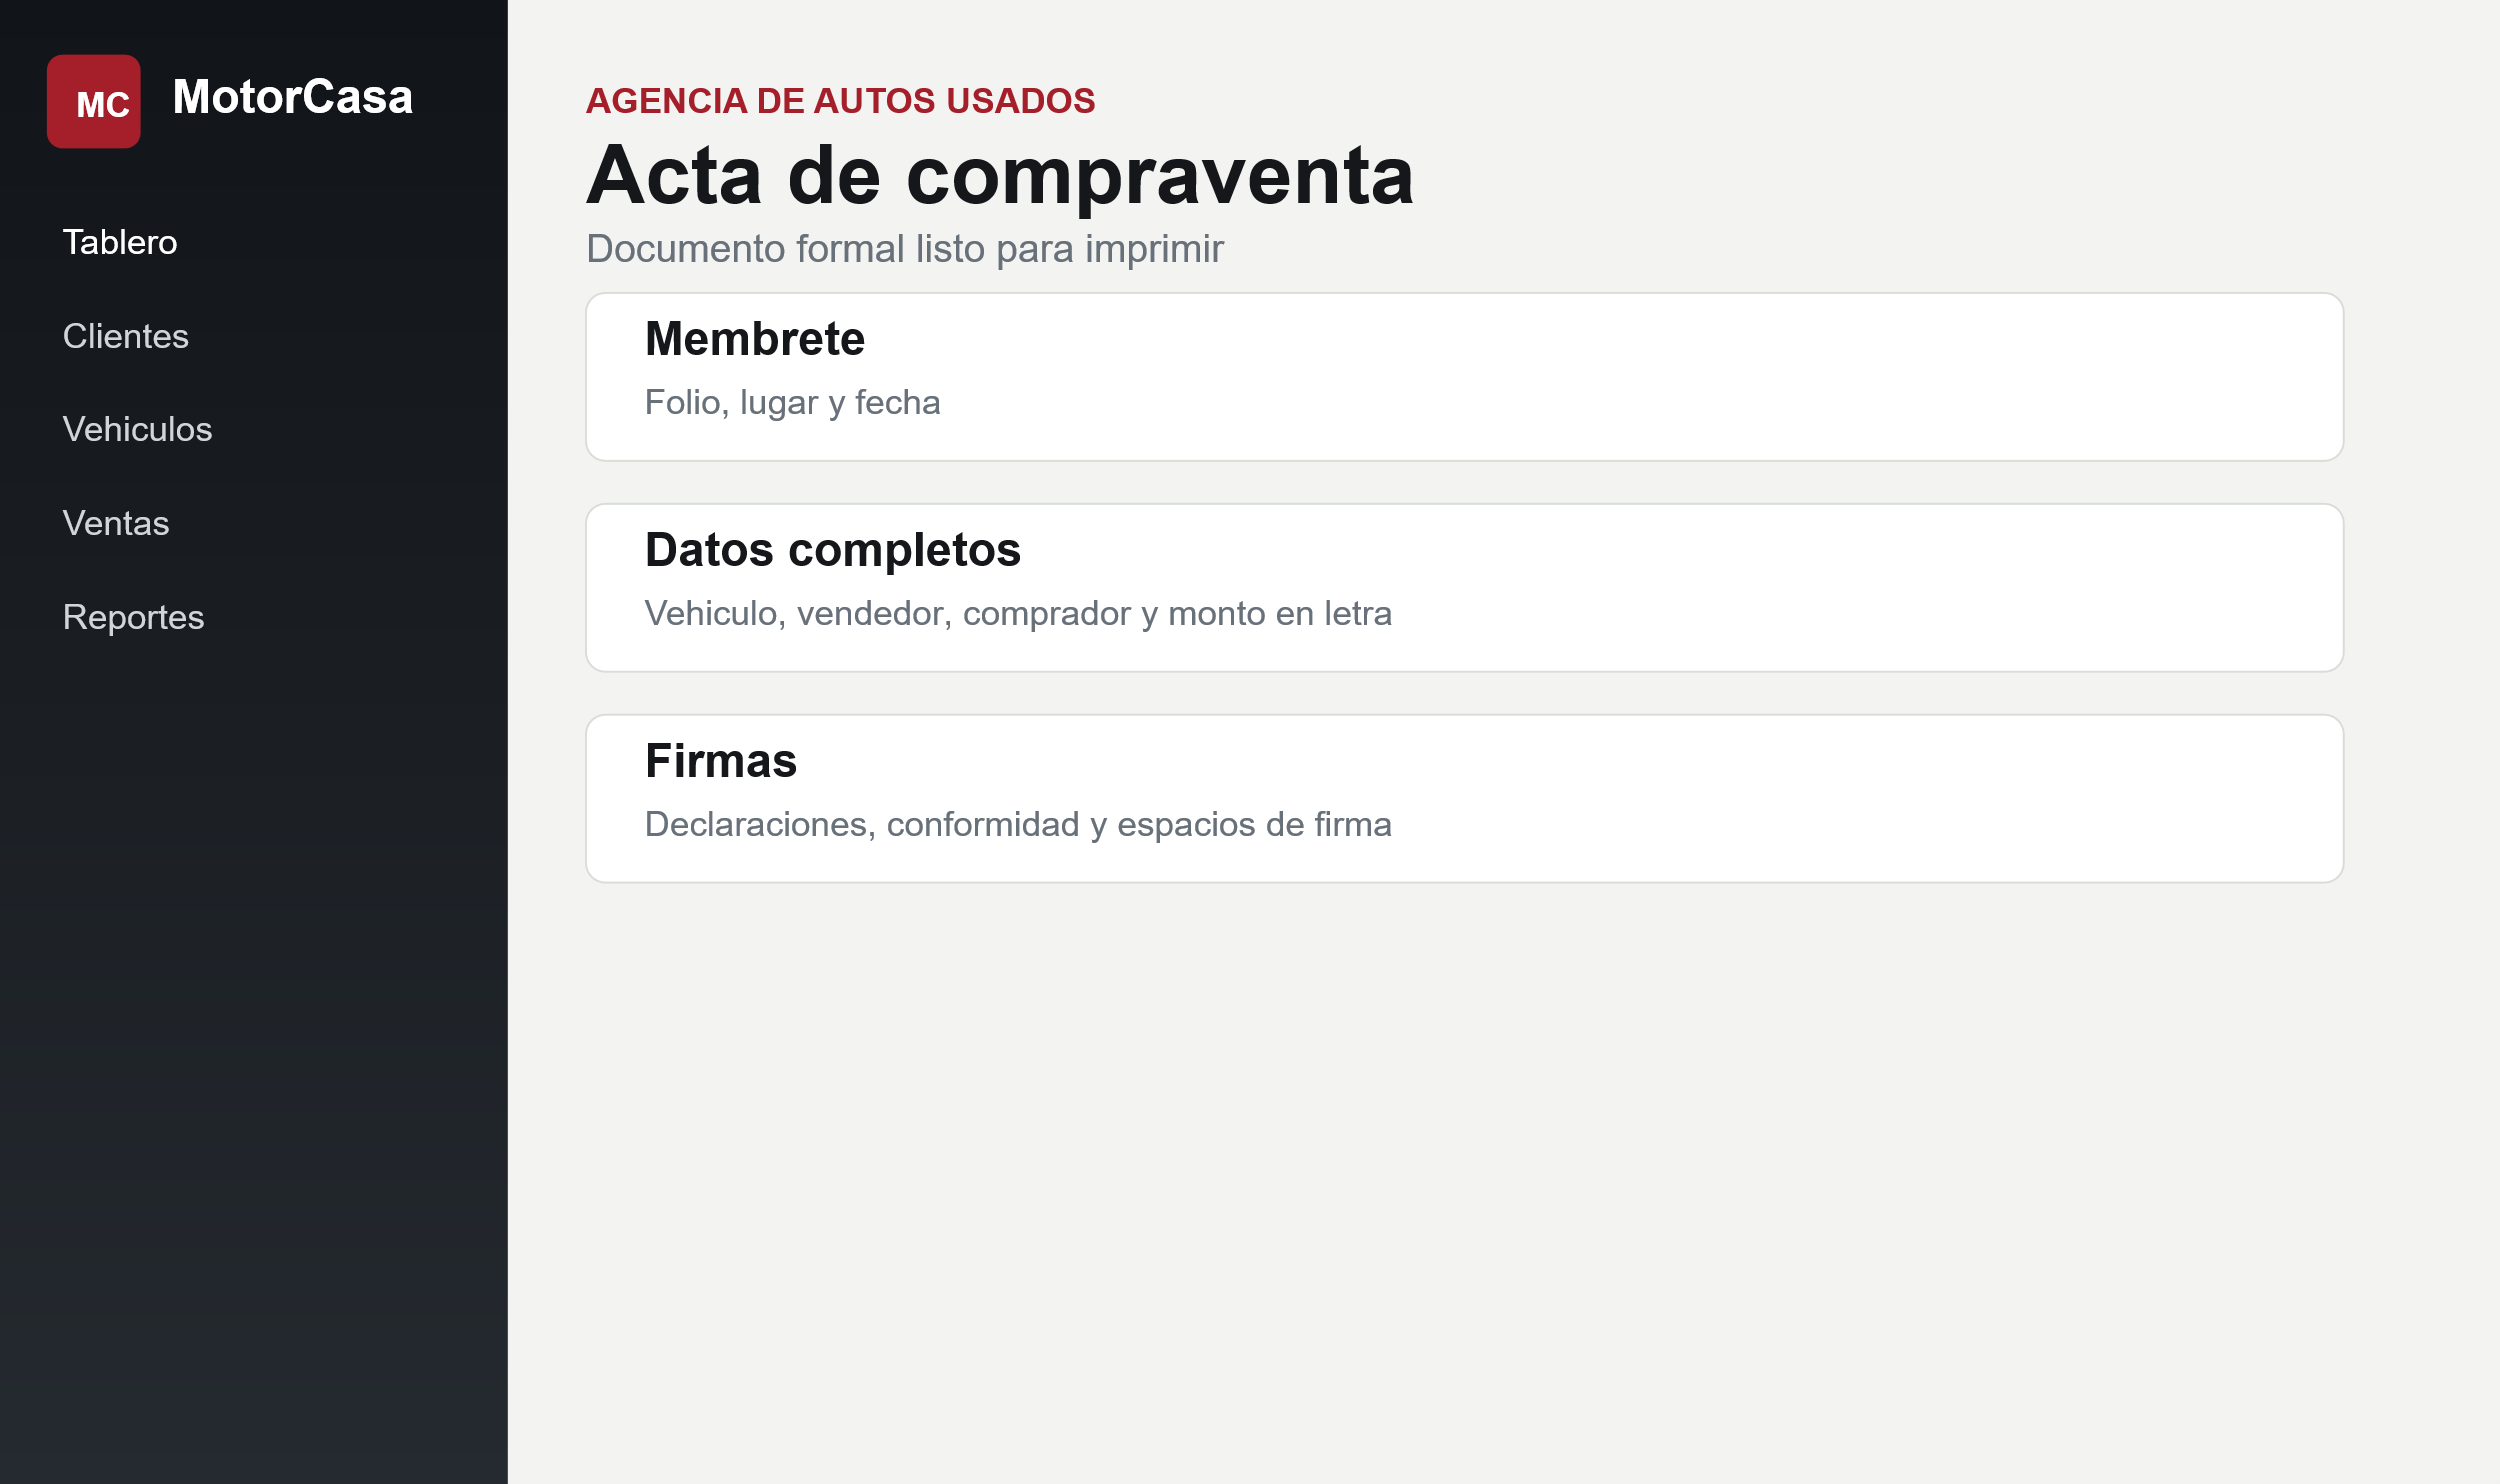 MC
MotorCasa
Tablero
Clientes
Vehiculos
Ventas
Reportes
AGENCIA DE AUTOS USADOS
Acta de compraventa
Documento formal listo para imprimir
Membrete
Folio, lugar y fecha
Datos completos
Vehiculo, vendedor, comprador y monto en letra
Firmas
Declaraciones, conformidad y espacios de firma